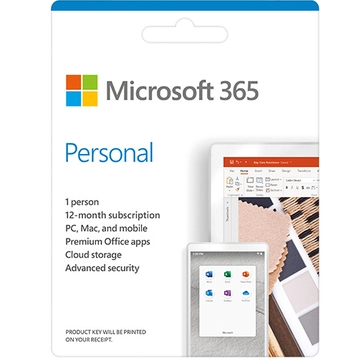 Microsoft 365
Personal
1 person
12-month subscription
PC, Mac, and mobile
Premium Office apps
Cloud storage
Advanced security
Microsoft
PRODUCT KEY WILL BE PRINTED
ON YOUR RECEIPT.